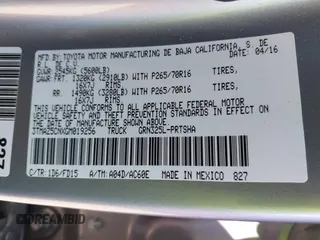 MFD. BY: TOYOTA MOTOR MANUFACTURING DE BAJA CALIFORNIA, S. DE
R.L. DE C.V. 04/16
GVWR 2545KG (5600LB)
GAWR FRT. 1320KG (2910LB) WITH P265/70R16 TIRES,
16X7J RIMS
RR. 1490KG (3280LB) WITH P265/70R16 TIRES,
16X7J RIMS
THIS VEHICLE CONFORMS TO ALL APPLICABLE FEDERAL MOTOR
VEHICLE SAFETY AND THEFT PREVENTION STANDARDS IN EFFECT
ON THE DATE OF MANUFACTURE SHOWN ABOVE.
3TMAZ5CNXGM019256 TRUCK GRN325L-PRTSHA
C/TR: 1D6/FD15 A/TM: A04D/AC60E MADE IN MEXICO 827
827
DREAMBID